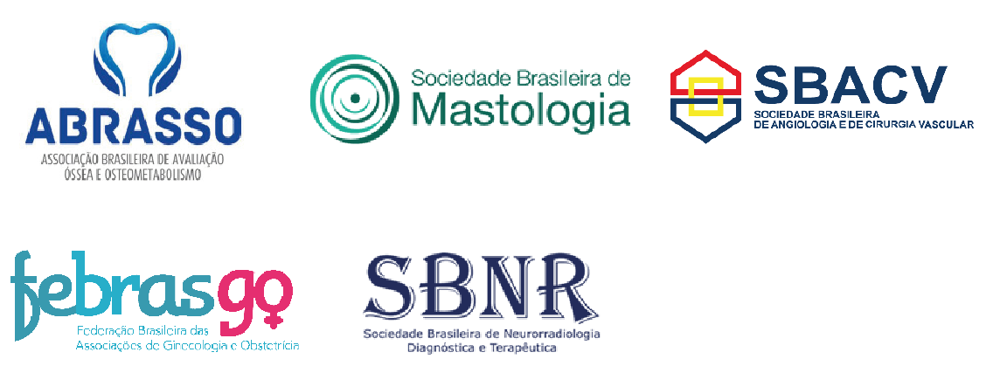 ABRASSO
ASSOCIAÇÃO BRASILEIRA DE AVALIAÇÃO
ÓSSEA E OSTEOMETABOLISMO
Sociedade Brasileira de
Mastologia
SBACV
SOCIEDADE BRASILEIRA
DE ANGIOLOGIA E DE CIRURGIA VASCULAR
febrasgo
Federação Brasileira das
Associações de Ginecologia e Obstetrícia
SBNR
Sociedade Brasileira de Neurorradiologia
Diagnóstica e Terapêutica